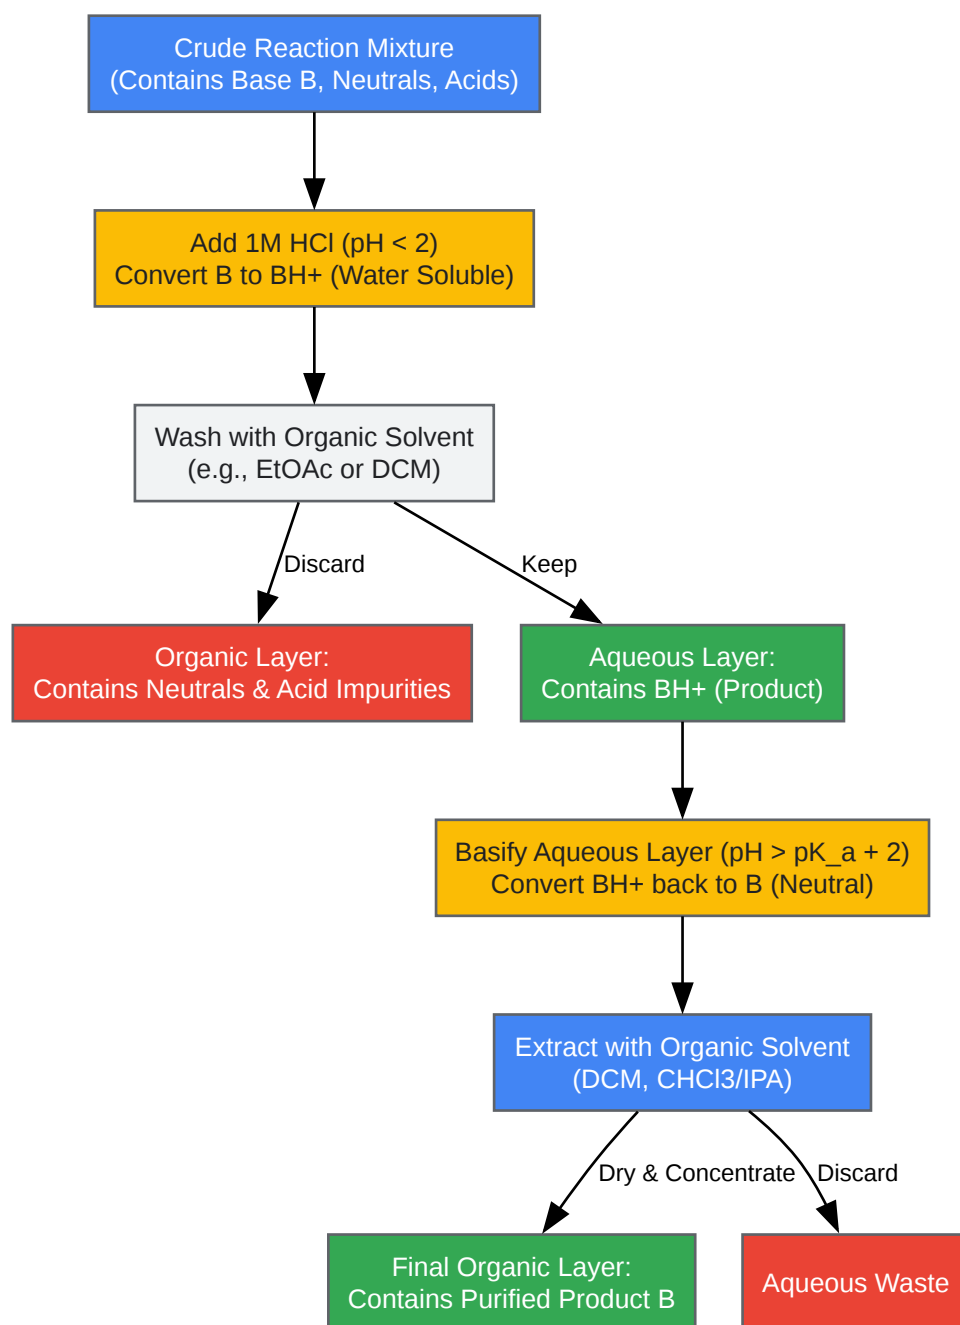 Crude Reaction Mixture
(Contains Base B, Neutrals, Acids)
Add 1M HCl (pH < 2)
Convert B to BH+ (Water Soluble)
Wash with Organic Solvent
(e.g., EtOAc or DCM)
Discard
Keep
Organic Layer:
Contains Neutrals & Acid Impurities
Aqueous Layer:
Contains BH+ (Product)
Basify Aqueous Layer (pH > pK_a + 2)
Convert BH+ back to B (Neutral)
Extract with Organic Solvent
(DCM, CHCl3/IPA)
Dry & Concentrate
Discard
Final Organic Layer:
Contains Purified Product B
Aqueous Waste